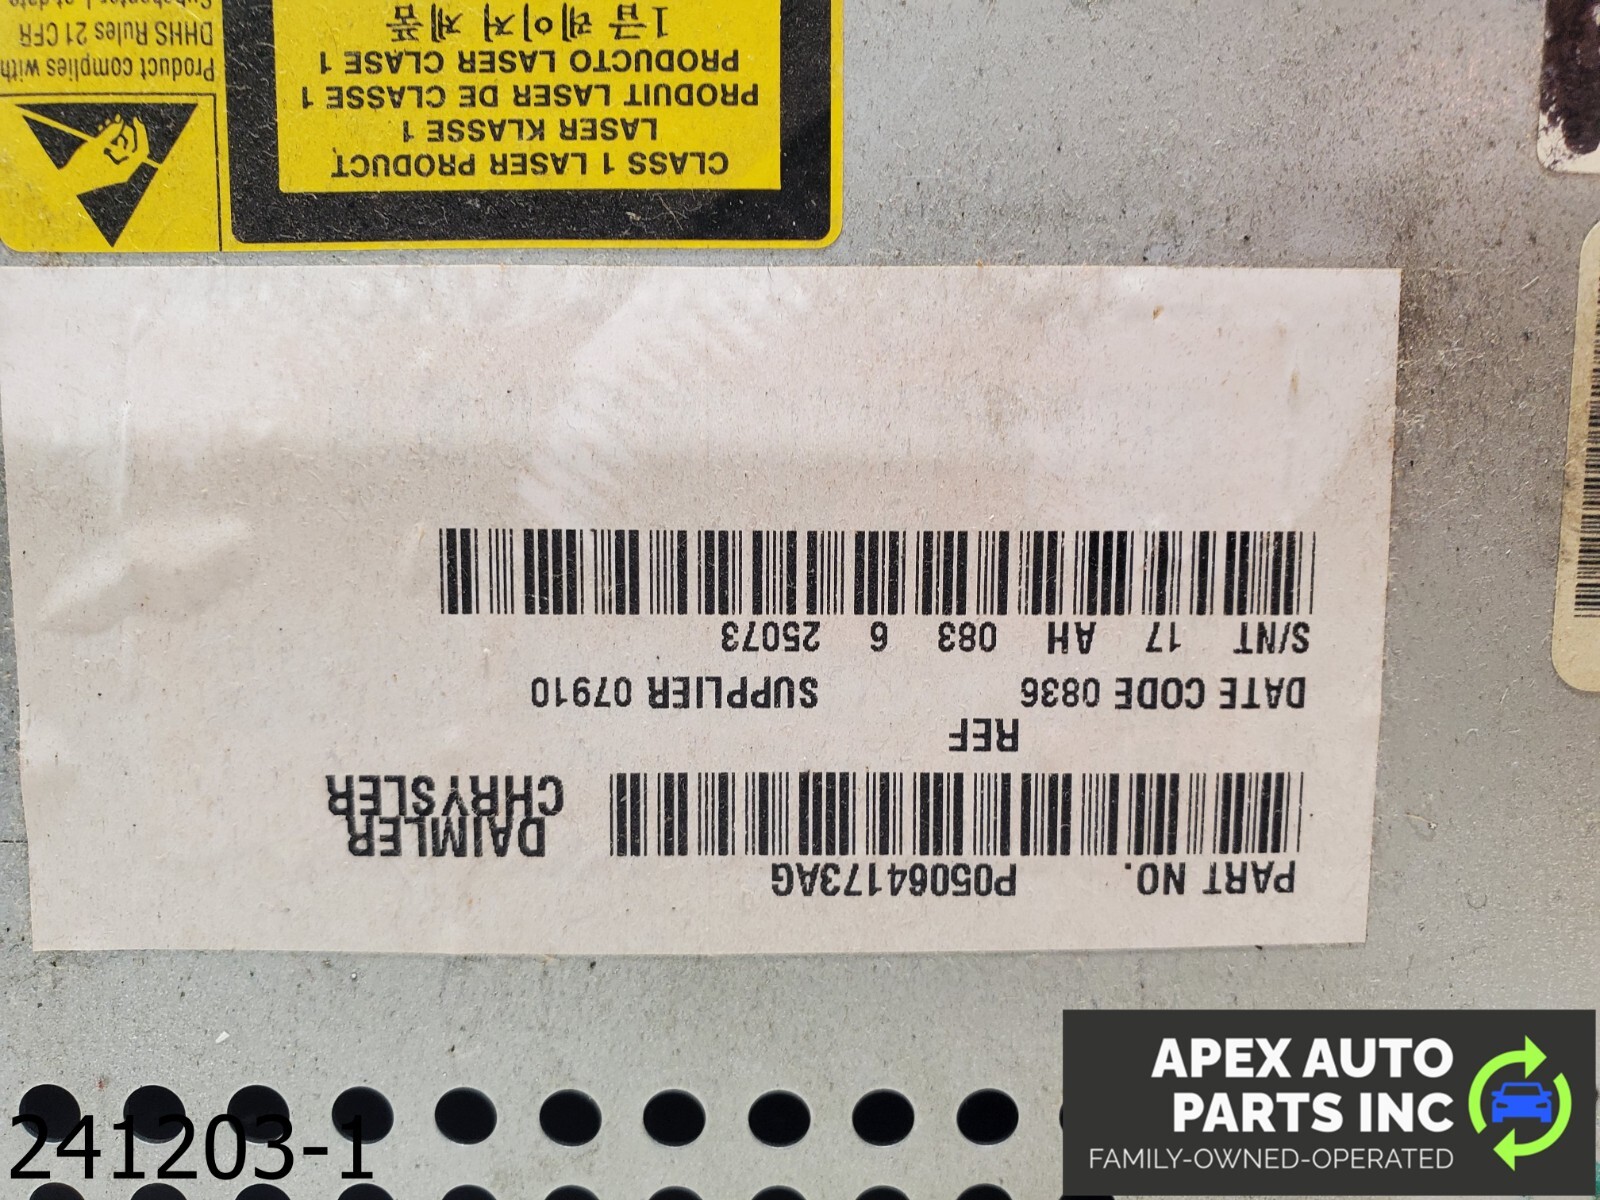 PART NO. P05064173AG
DAIMLER
CHRYSLER
REF
DATE CODE 0836 SUPPLIER 07910
S/NT 17 AH 083 6 25073
CLASS 1 LASER PRODUCT
LASER KLASSE 1
PRODUIT LASER DE CLASSE 1
PRODUCTO LASER CLASE 1
1급 레이저 제품
Product complies with
DHHS Rules 21 CFR
241203-1
APEX AUTO
PARTS INC
FAMILY-OWNED-OPERATED